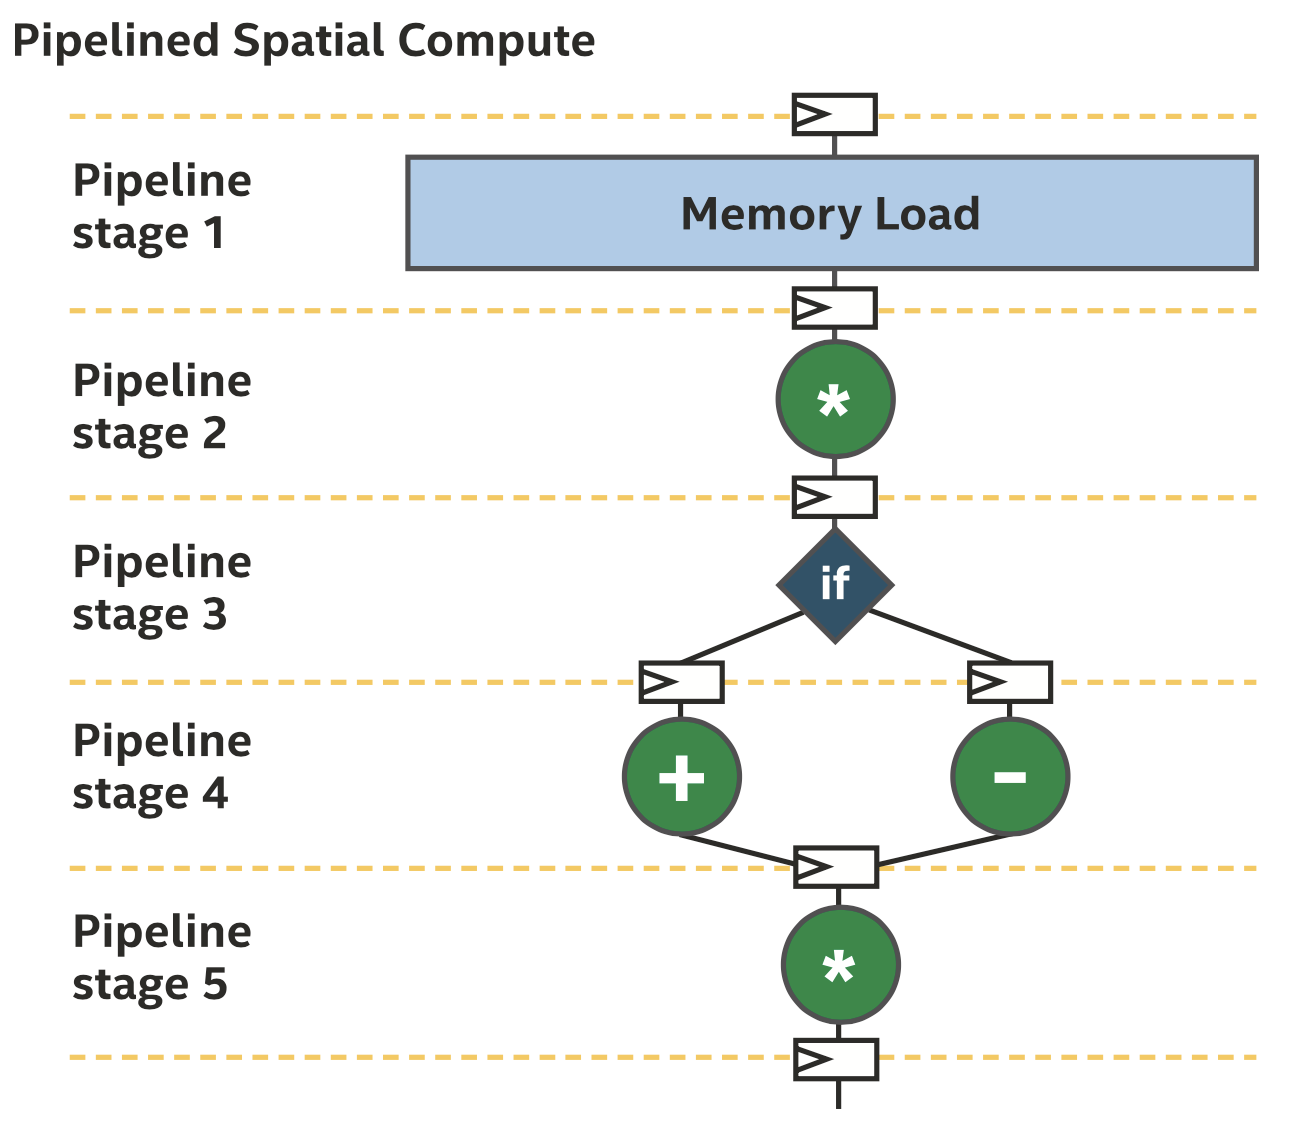 Pipelined Spatial Compute
Pipeline
stage 1
Memory Load
Pipeline
stage 2
*
Pipeline
stage 3
if
Pipeline
stage 4
+
-
Pipeline
stage 5
*